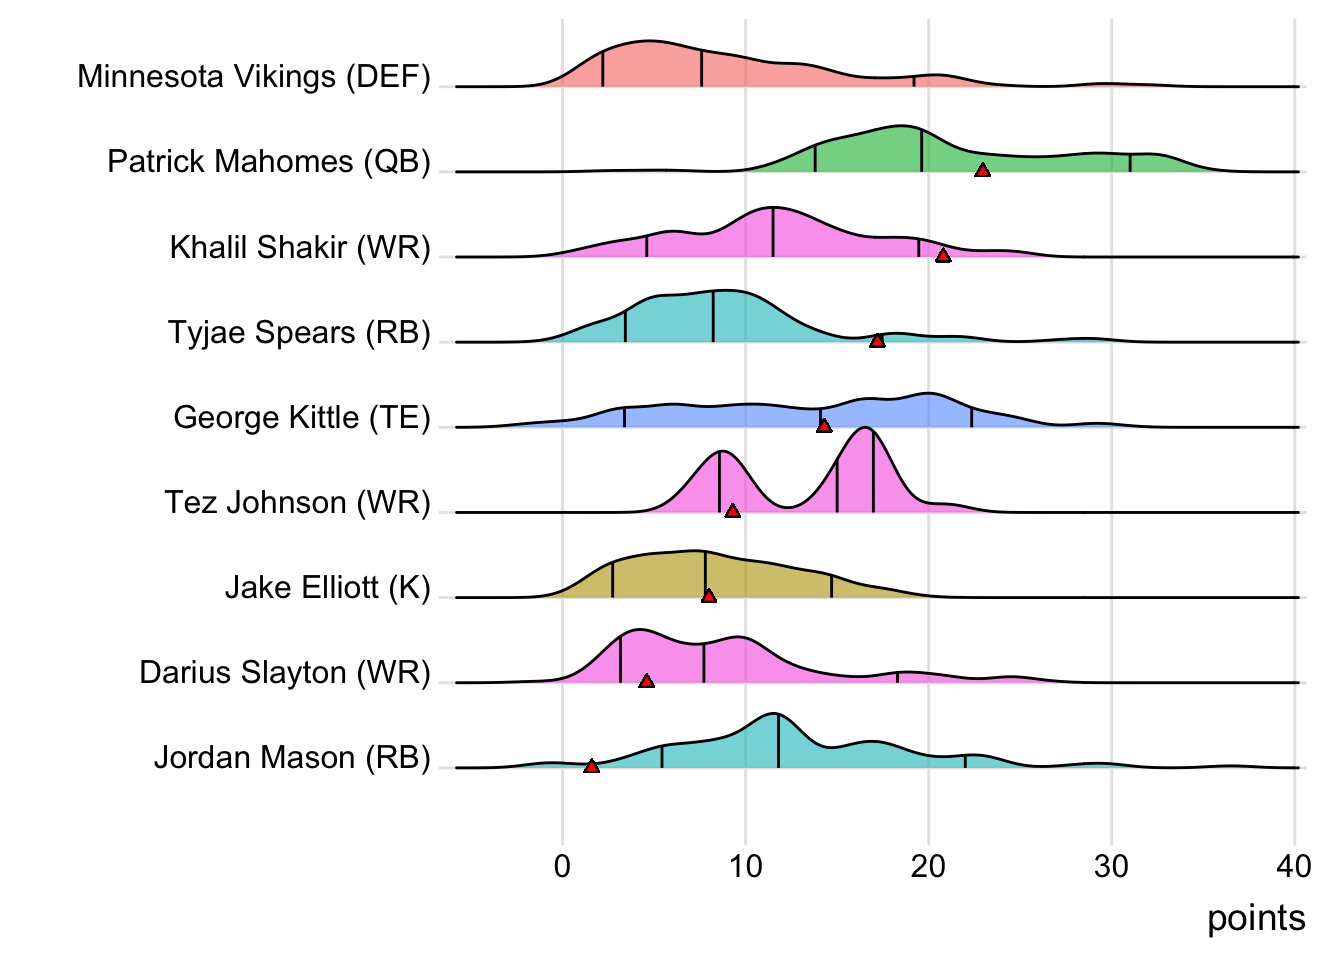 Minnesota Vikings (DEF)
Patrick Mahomes (QB)
Khalil Shakir (WR)
Tyjae Spears (RB)
George Kittle (TE)
Tez Johnson (WR)
Jake Elliott (K)
Darius Slayton (WR)
Jordan Mason (RB)
0 10 20 30 40
points